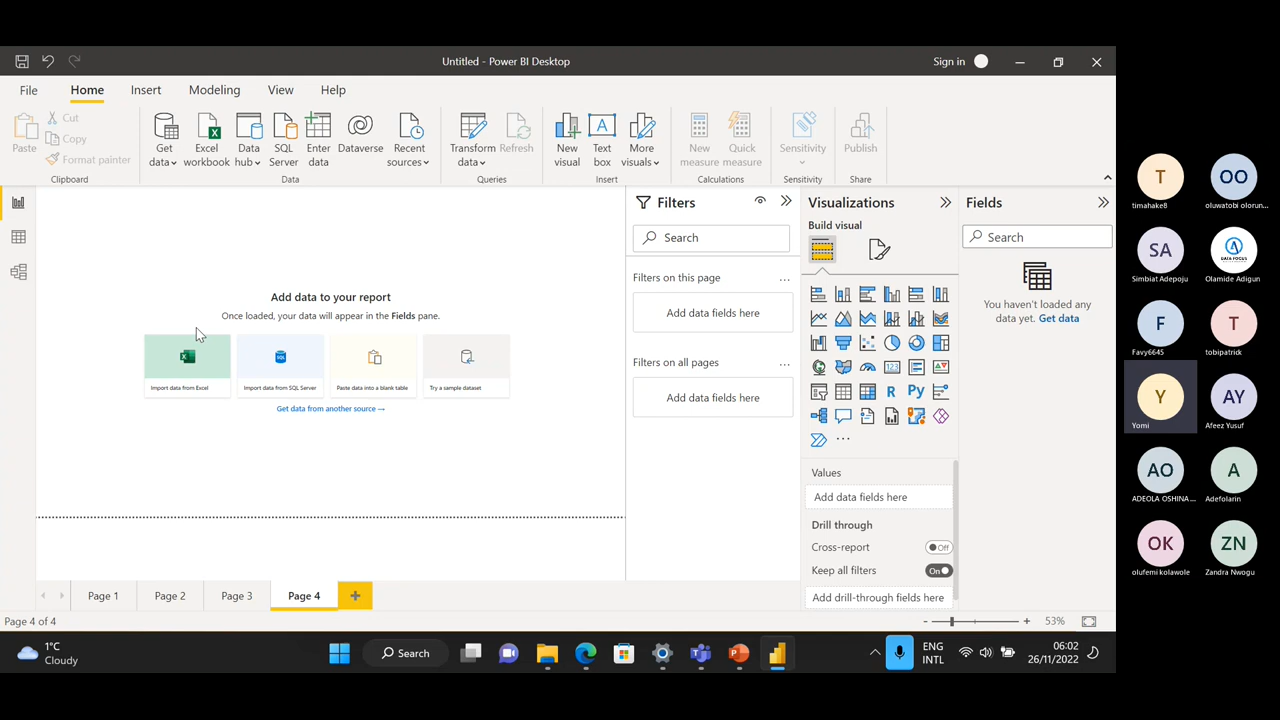 Untitled - Power BI Desktop
Sign in
File
Home
Insert
Modeling
View
Help
Paste
Cut
Copy
Format painter
Clipboard
Get data
Excel workbook
Data hub
SQL Server
Enter data
Dataverse
Recent sources
Data
Transform data
Refresh
Queries
New visual
Text box
More visuals
Insert
New measure
Quick measure
Calculations
Sensitivity
Sensitivity
Publish
Share
Add data to your report
Once loaded, your data will appear in the Fields pane.
Import data from Excel
SQL
Import data from SQL Server
Paste data into a blank table
Try a sample dataset
Get data from another source →
Filters
Search
Filters on this page
...
Add data fields here
Filters on all pages
...
Add data fields here
Visualizations
Build visual
R
Py
...
Values
Add data fields here
Drill through
Cross-report
Off
Keep all filters
On
Add drill-through fields here
Fields
Search
You haven't loaded any
data yet. Get data
Page 1
Page 2
Page 3
Page 4
+
Page 4 of 4
- + 53%
1°C
Cloudy
Search
ENG
INTL
06:02
26/11/2022
T
timahake8
OO
oluwatobi olorun...
SA
Simbiat Adepoju
DATA FOCUS
Olamide Adigun
F
Favy6645
T
tobipatrick
Y
Yomi
AY
Afeez Yusuf
AO
ADEOLA OSHINA...
A
Adefolarin
OK
olufemi kolawole
ZN
Zandra Nwogu